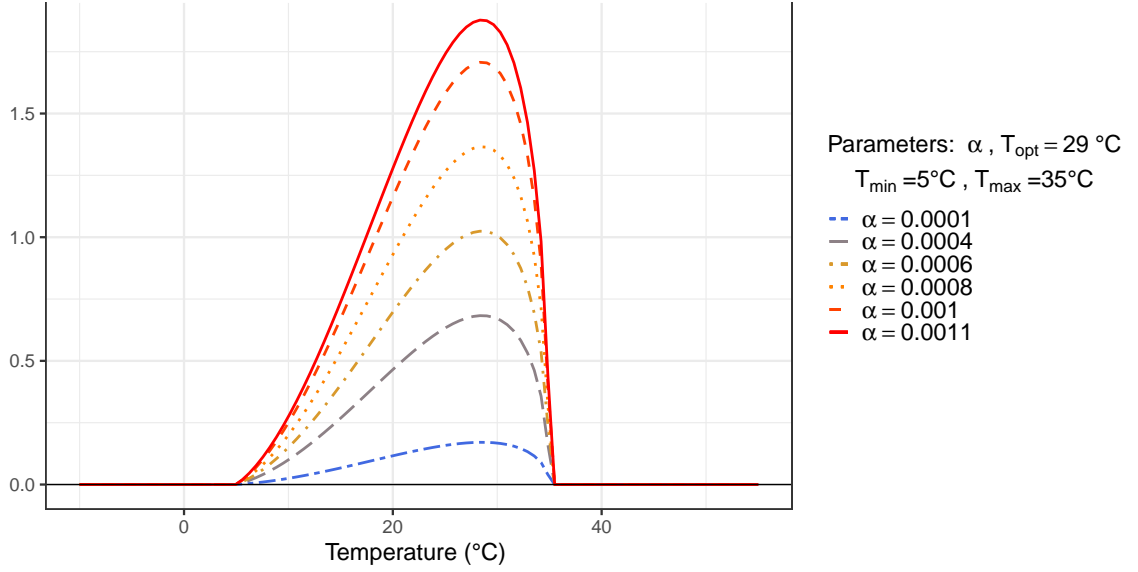 1.5
1.0
0.5
0.0
0
20
40
Temperature (°C)
Parameters: α , Topt = 29 °C
Tmin =5°C , Tmax =35°C
α = 0.0001
α = 0.0004
α = 0.0006
α = 0.0008
α = 0.001
α = 0.0011